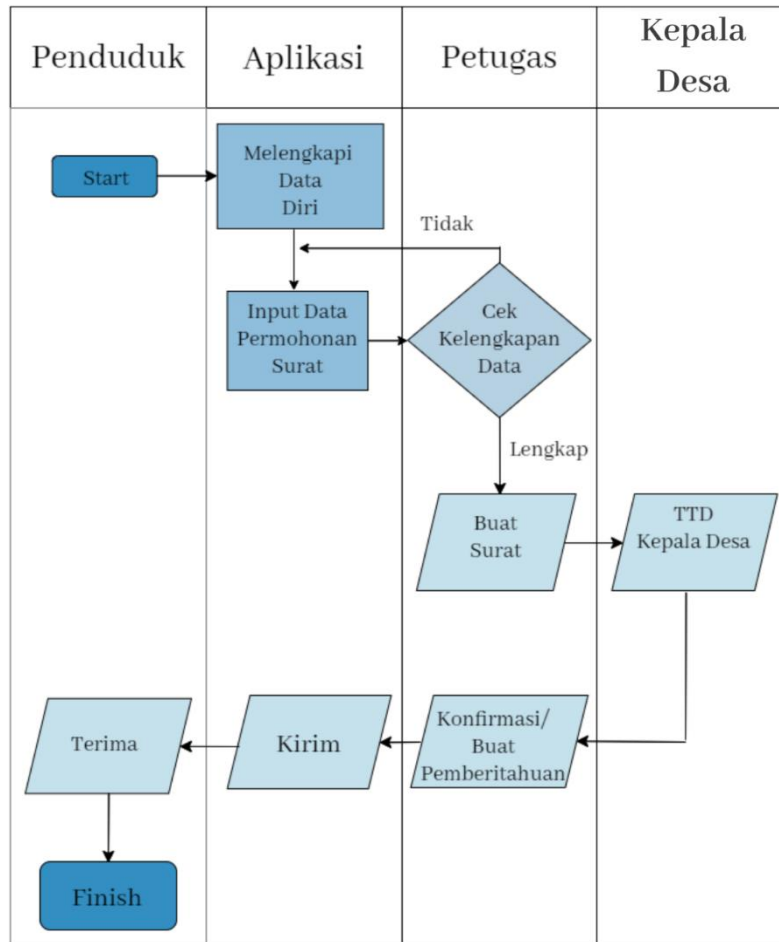 Penduduk
Aplikasi
Petugas
Kepala
Desa
Start
Melengkapi
Data
Diri
Tidak
Input Data
Permohonan
Surat
Cek
Kelengkapan
Data
Lengkap
Buat
Surat
TTD
Kepala Desa
Terima
Kirim
Konfirmasi/
Buat
Pemberitahuan
Finish